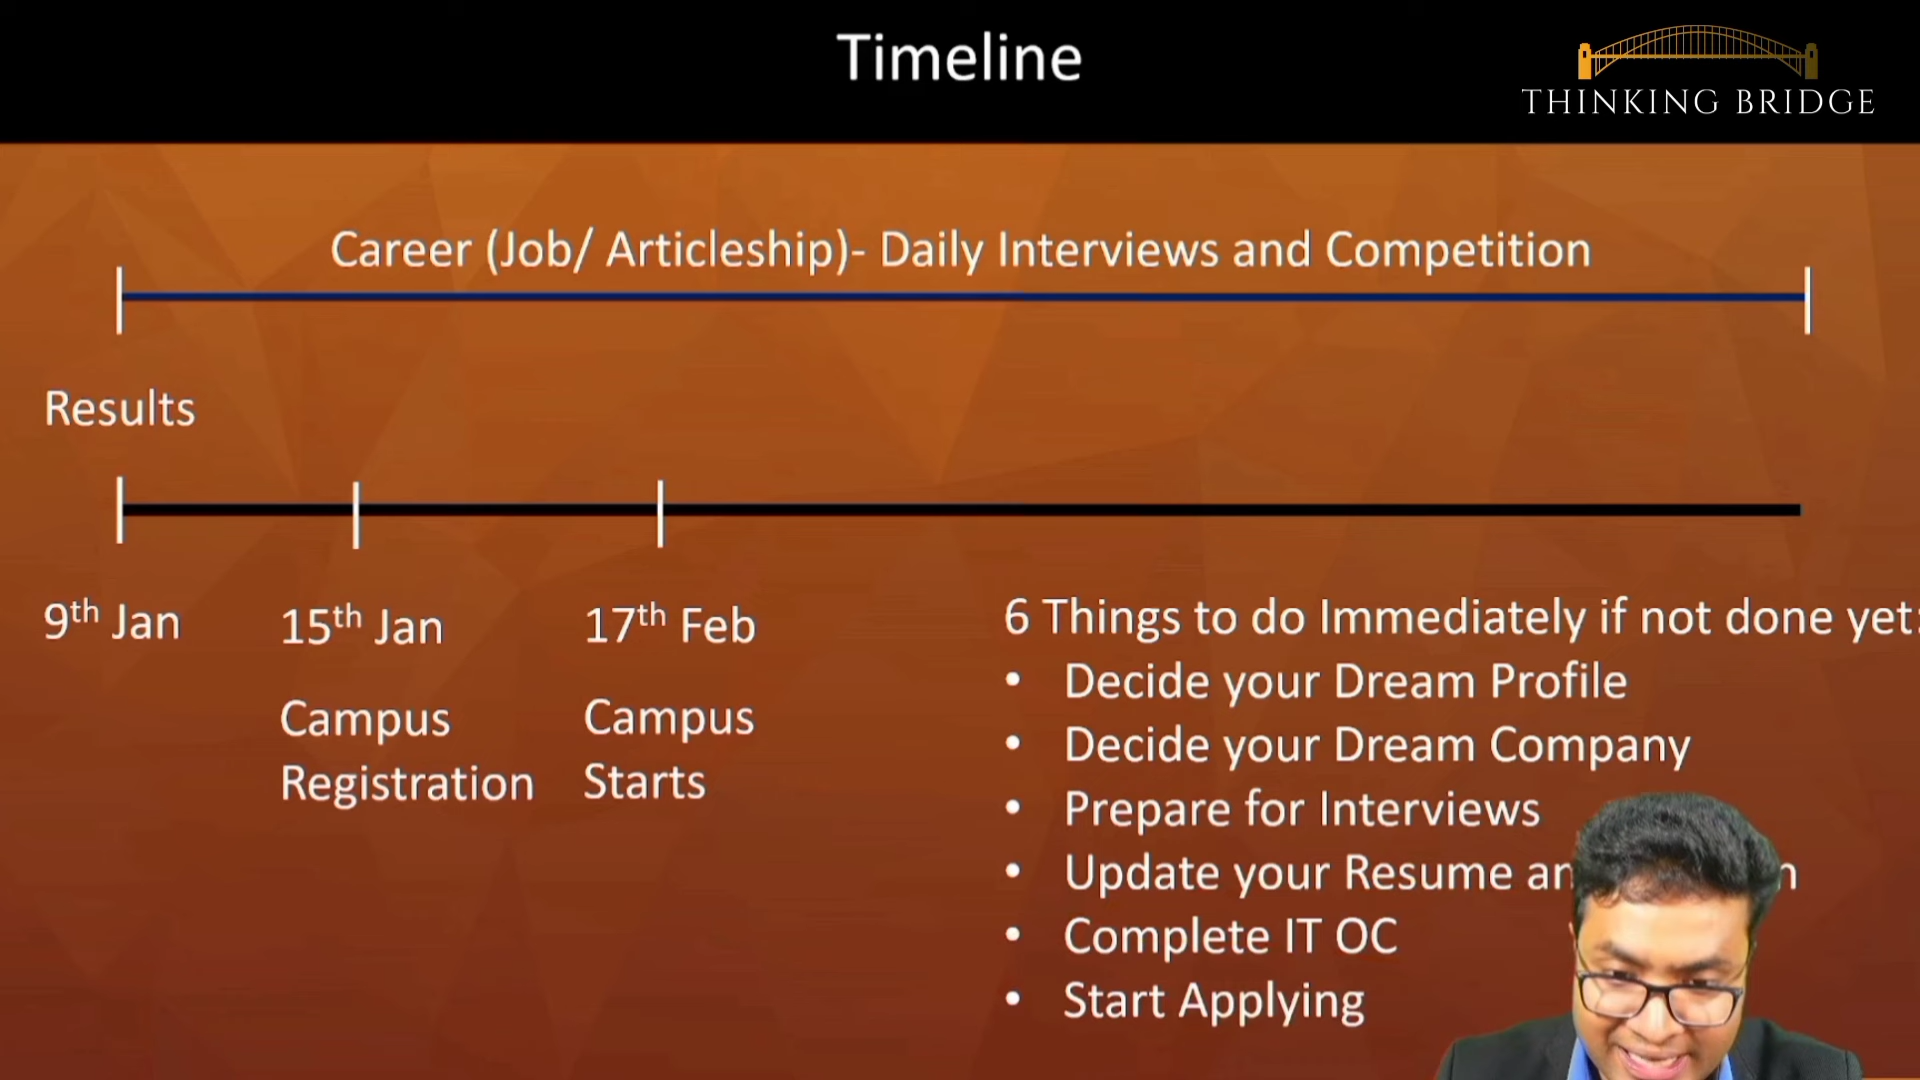 Timeline
THINKING BRIDGE
Career (Job/ Articleship)- Daily Interviews and Competition
Results
9th Jan
15th Jan
17th Feb
Campus
Registration
Campus
Starts
6 Things to do Immediately if not done yet:
• Decide your Dream Profile
• Decide your Dream Company
• Prepare for Interviews
• Update your Resume
• Complete IT OC
• Start Applying